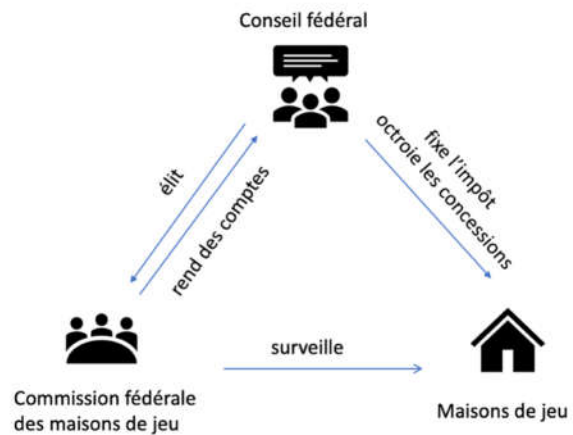 Conseil fédéral
élit
rend des comptes
fixe l'impôt
octroie les concessions
surveille
Commission fédérale
des maisons de jeu
Maisons de jeu